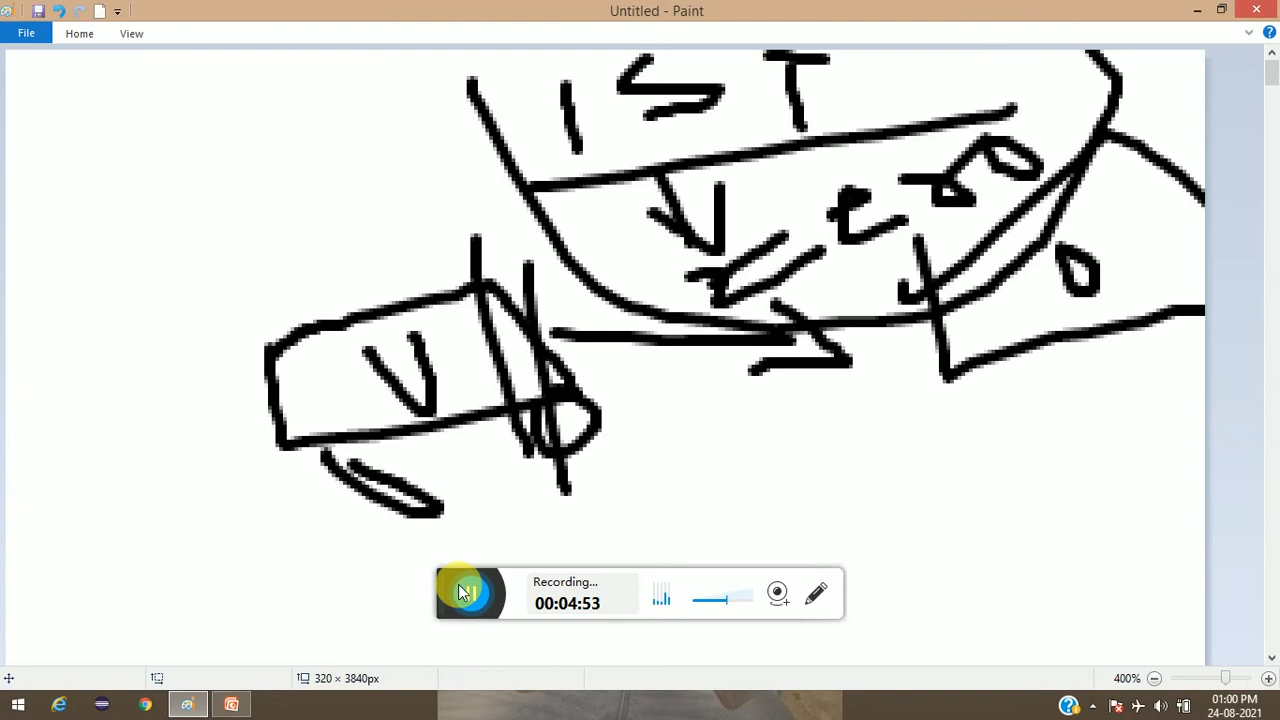 Untitled - Paint
File Home View
IST
V
Recording...
00:04:53
320 × 3840px
400%
01:00 PM
24-08-2021